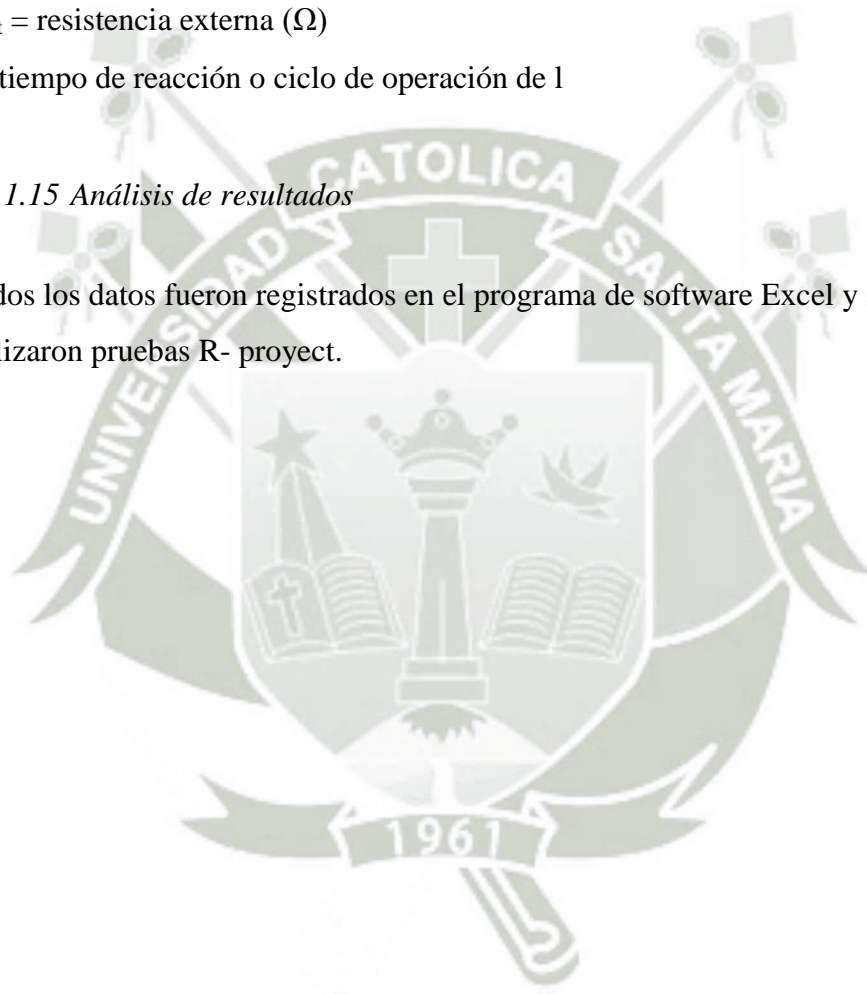 t = resistencia externa (Ω)
tiempo de reacción o ciclo de operación de l
1.15 Análisis de resultados
dos los datos fueron registrados en el programa de software Excel y
lizaron pruebas R- proyect.
UNIVERSIDAD CATOLICA SANTA MARIA
1961